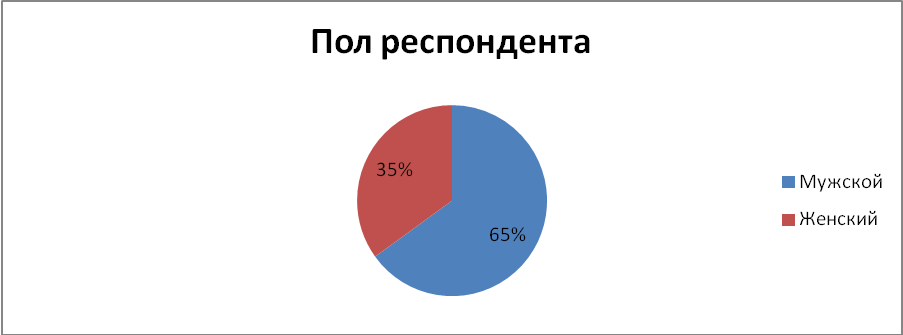 Пол респондента
35%
65%
Мужской
Женский